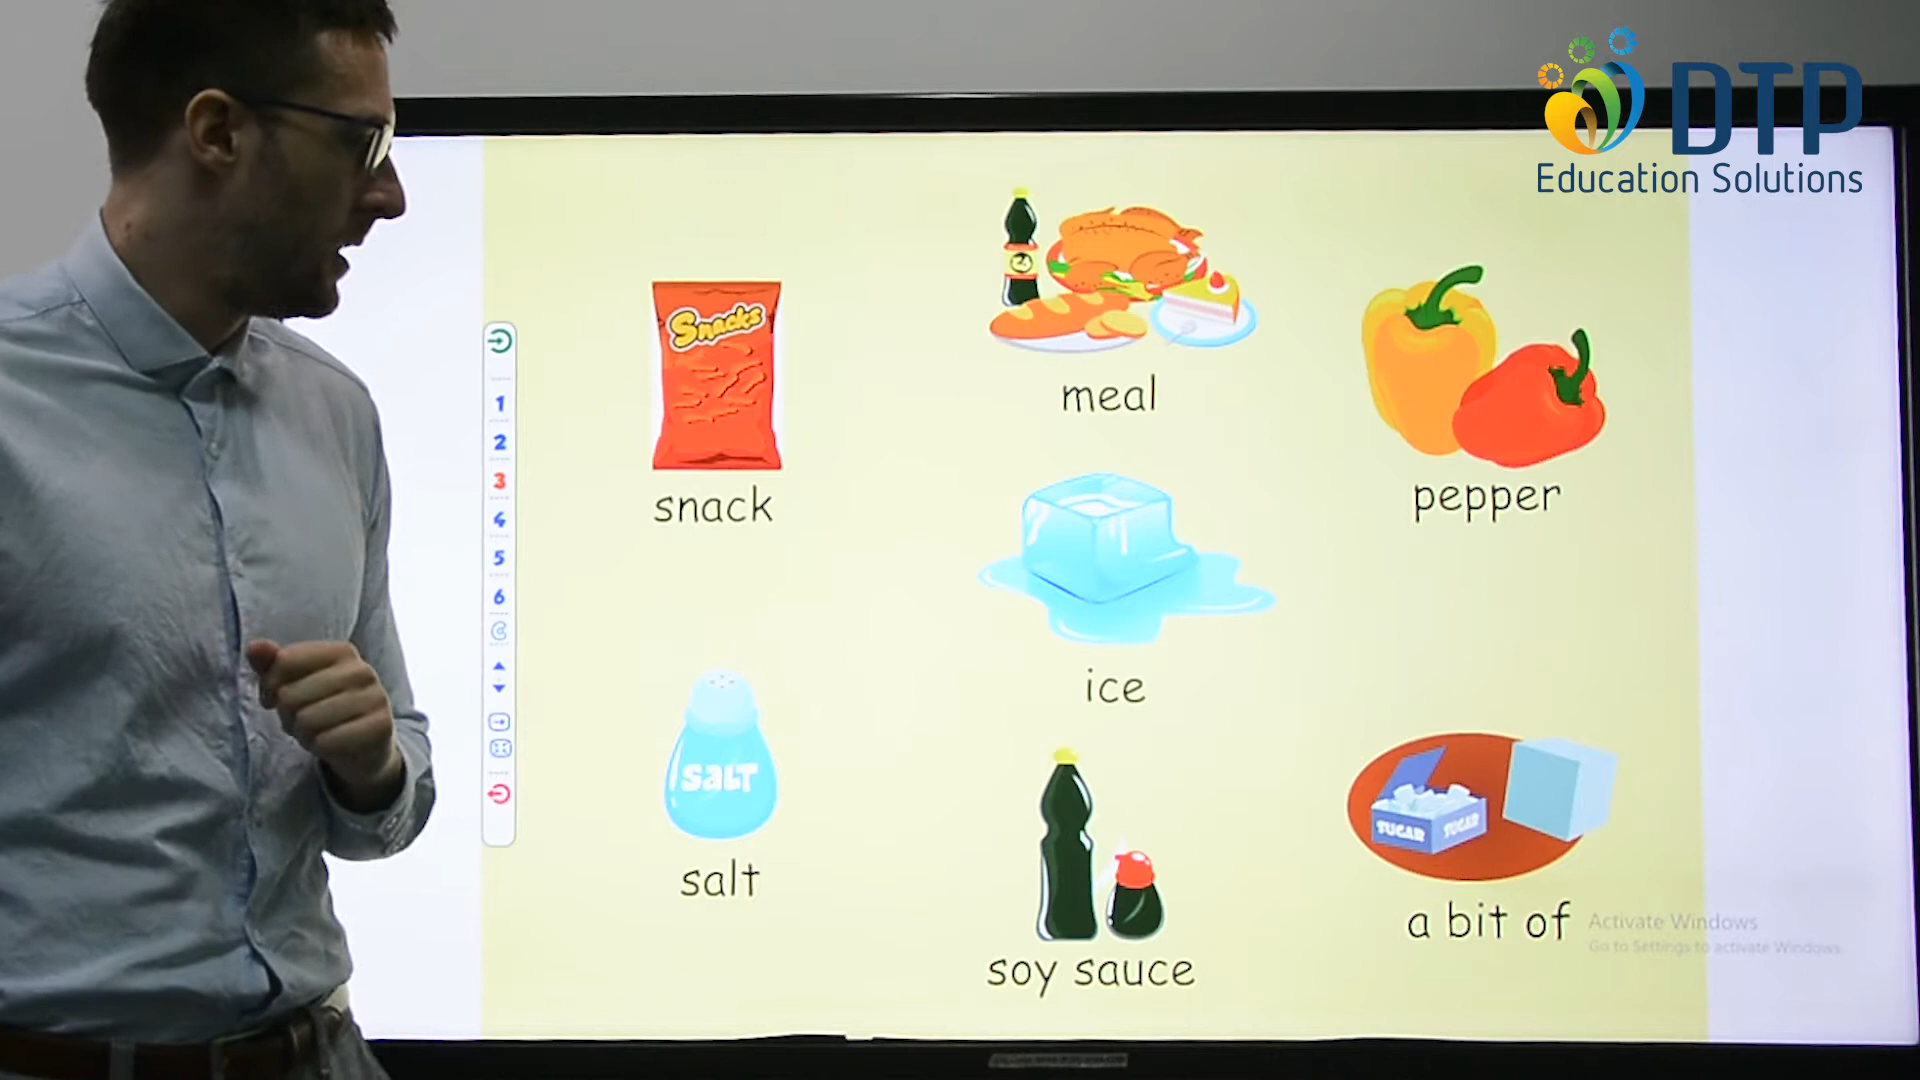 DTP
Education Solutions
Snacks
snack
meal
pepper
1
2
3
4
5
6
ice
SALT
salt
soy sauce
SUGAR SUGAR
a bit of
Activate Windows
Go to Settings to activate Windows.